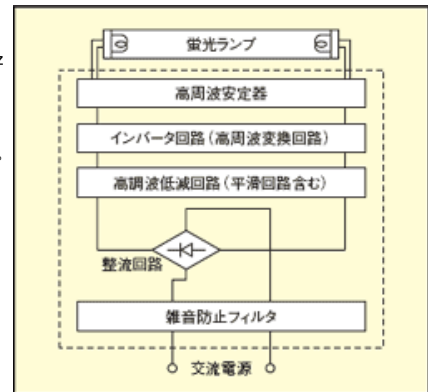 蛍光ランプ
高周波安定器
インバータ回路（高周波変換回路）
高調波低減回路（平滑回路含む）
整流回路
雑音防止フィルタ
交流電源